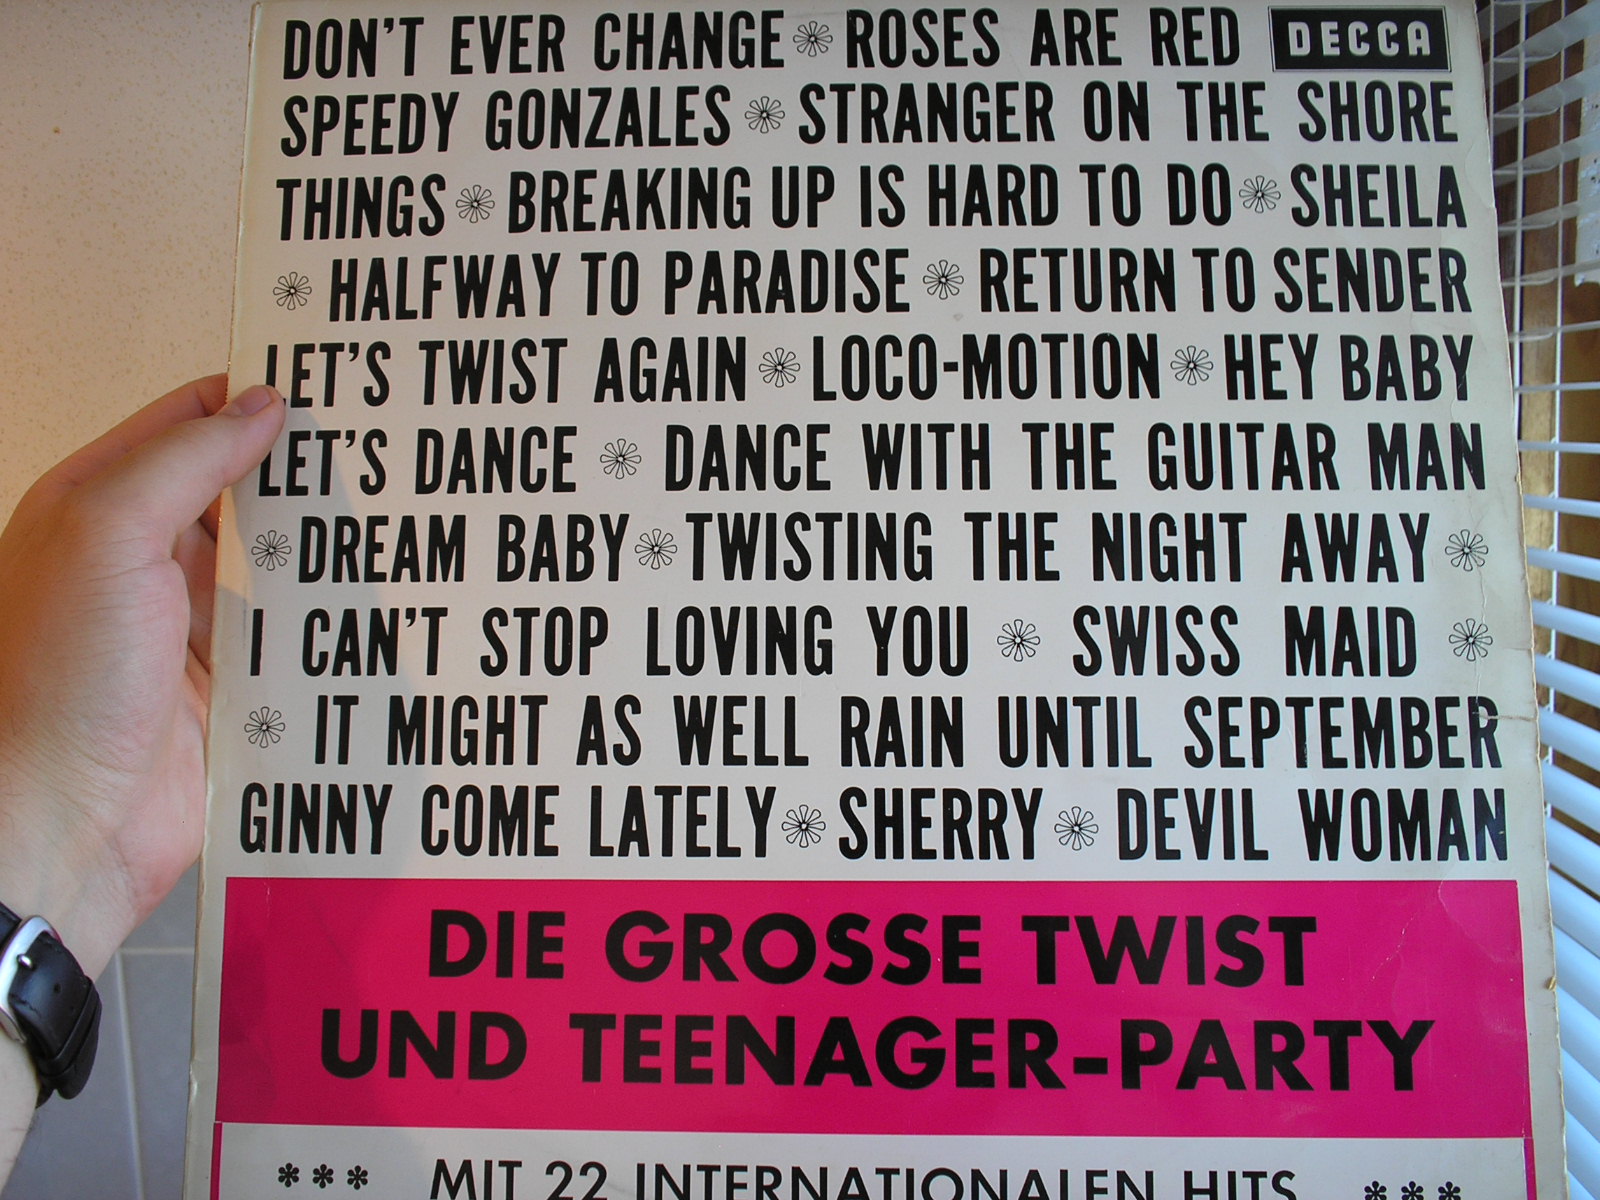 DON'T EVER CHANGE * ROSES ARE RED DECCA
SPEEDY GONZALES * STRANGER ON THE SHORE
THINGS * BREAKING UP IS HARD TO DO * SHEILA
* HALFWAY TO PARADISE * RETURN TO SENDER
LET'S TWIST AGAIN * LOCO-MOTION * HEY BABY
LET'S DANCE * DANCE WITH THE GUITAR MAN
* DREAM BABY * TWISTING THE NIGHT AWAY *
I CAN'T STOP LOVING YOU * SWISS MAID *
* IT MIGHT AS WELL RAIN UNTIL SEPTEMBER
GINNY COME LATELY * SHERRY * DEVIL WOMAN
DIE GROSSE TWIST
UND TEENAGER-PARTY
*** MIT 22 INTERNATIONALEN HITS ***